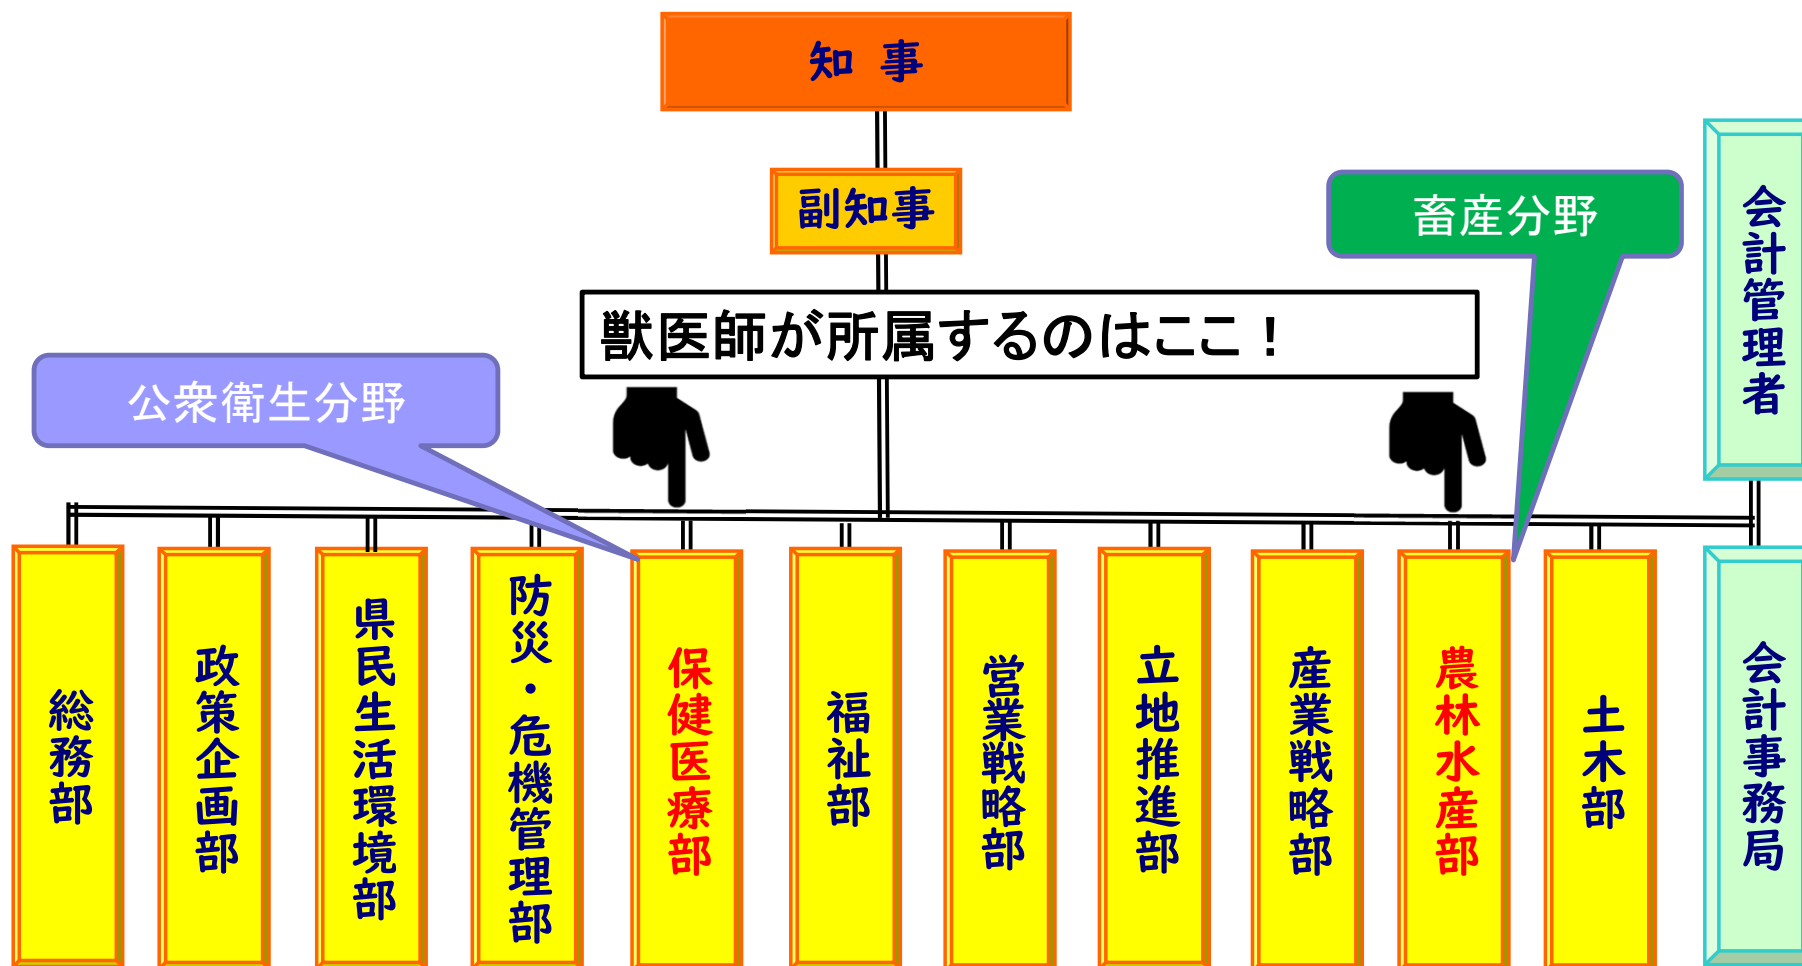 知 事
副知事
畜産分野
会計管理者
獣医師が所属するのはここ！
公衆衛生分野
総務部
政策企画部
県民生活環境部
防災・危機管理部
保健医療部
福祉部
営業戦略部
立地推進部
産業戦略部
農林水産部
土木部
会計事務局